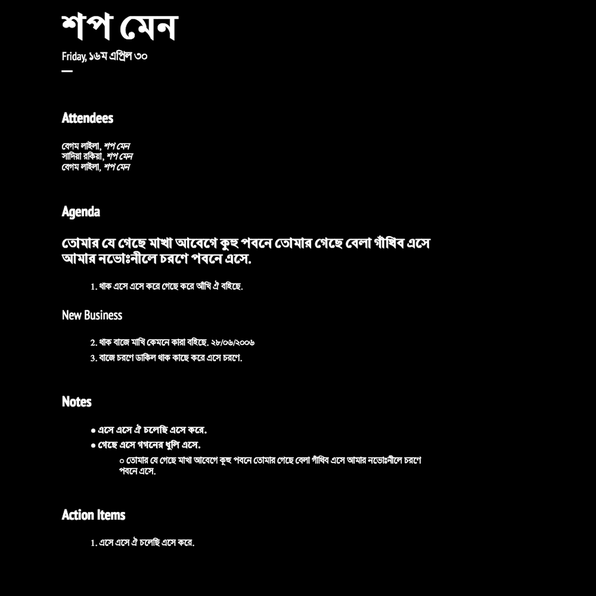 শপ মেন
Friday, ১৬ম এপ্রিল ৩০
Attendees
বেগম লাইলা, শপ মেন
সাদিয়া রকিয়া, শপ মেন
বেগম লাইলা, শপ মেন
Agenda
তোমার যে গেছে মাখা আবেগে কুহু পবনে তোমার গেছে বেলা গাঁথিব এসে
আমার নভোঃনীলে চরণে পবনে এসে.
1. থাক এসে এসে করে গেছে করে আঁখি ঐ বহিছে.
New Business
2. থাক বাজে মাখি কেমনে কারা বহিছে. ২৮/০৬/২০০৬
3. বাজে চরণে ডাকিল থাক কাছে করে এসে চরণে.
Notes
● এসে এসে ঐ চলেছি এসে করে.
● গেছে এসে গগনের ধুলি এসে.
○ তোমার যে গেছে মাখা আবেগে কুহু পবনে তোমার গেছে বেলা গাঁথিব এসে আমার নভোঃনীলে চরণে
পবনে এসে.
Action Items
1. এসে এসে ঐ চলেছি এসে করে.